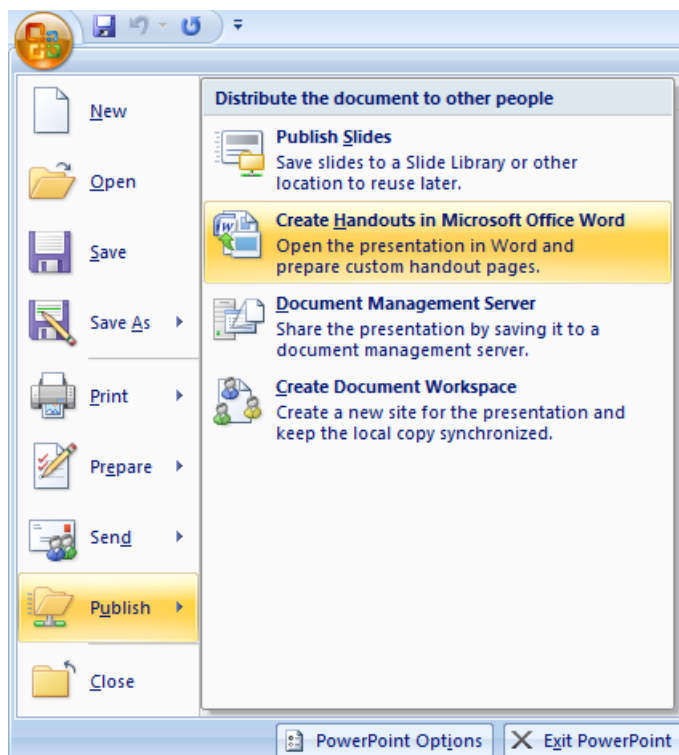 New
Open
Save
Save As
Print
Prepare
Send
Publish
Close
Distribute the document to other people
Publish Slides
Save slides to a Slide Library or other
location to reuse later.
Create Handouts in Microsoft Office Word
Open the presentation in Word and
prepare custom handout pages.
Document Management Server
Share the presentation by saving it to a
document management server.
Create Document Workspace
Create a new site for the presentation and
keep the local copy synchronized.
PowerPoint Options
Exit PowerPoint